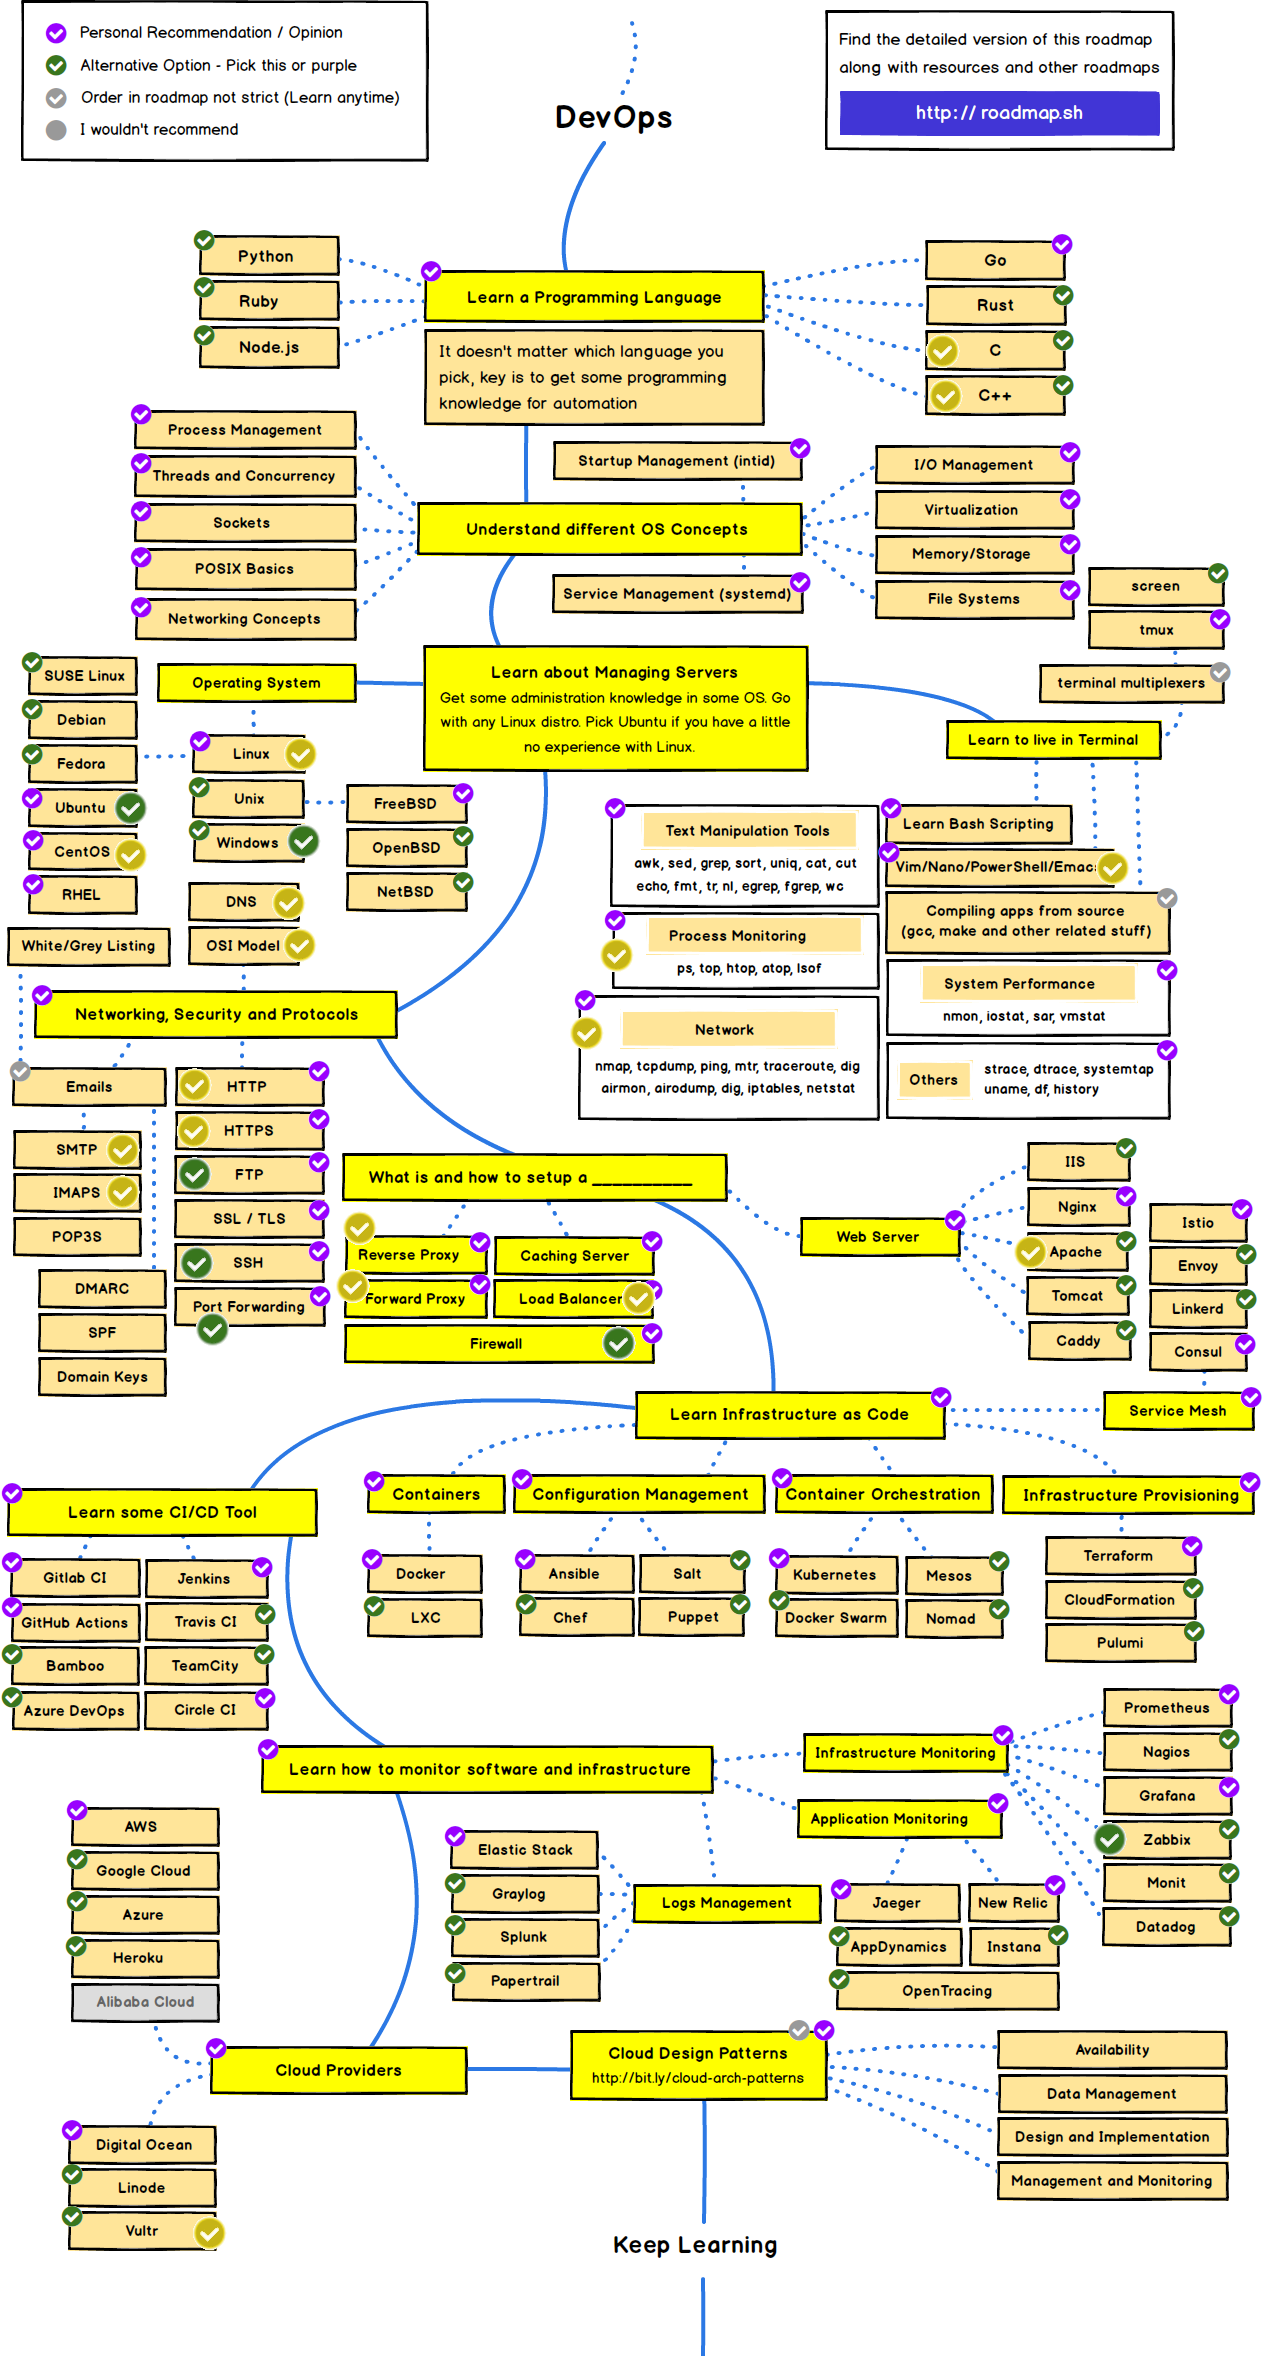 Personal Recommendation / Opinion
Alternative Option - Pick this or purple
Order in roadmap not strict (Learn anytime)
I wouldn't recommend
Find the detailed version of this roadmap
along with resources and other roadmaps
http://roadmap.sh
DevOps
Python
Ruby
Node.js
Learn a Programming Language
It doesn't matter which language you
pick, key is to get some programming
knowledge for automation
Go
Rust
C
C++
Process Management
Threads and Concurrency
Sockets
POSIX Basics
Networking Concepts
Startup Management (intid)
Understand different OS Concepts
Service Management (systemd)
I/O Management
Virtualization
Memory/Storage
File Systems
screen
tmux
terminal multiplexers
Learn to live in Terminal
Learn about Managing Servers
Get some administration knowledge in some OS. Go
with any Linux distro. Pick Ubuntu if you have a little
no experience with Linux.
Operating System
SUSE Linux
Debian
Fedora
Ubuntu
CentOS
RHEL
Linux
Unix
Windows
FreeBSD
OpenBSD
NetBSD
DNS
OSI Model
White/Grey Listing
Networking, Security and Protocols
Text Manipulation Tools
awk, sed, grep, sort, uniq, cat, cut
echo, fmt, tr, nl, egrep, fgrep, wc
Process Monitoring
ps, top, htop, atop, lsof
Network
nmap, tcpdump, ping, mtr, traceroute, dig
airmon, airodump, dig, iptables, netstat
Learn Bash Scripting
Vim/Nano/PowerShell/Emacs
Compiling apps from source
(gcc, make and other related stuff)
System Performance
nmon, iostat, sar, vmstat
Others
strace, dtrace, systemtap
uname, df, history
Emails
SMTP
IMAPS
POP3S
DMARC
SPF
Domain Keys
HTTP
HTTPS
FTP
SSL / TLS
SSH
Port Forwarding
What is and how to setup a ___________
Reverse Proxy
Caching Server
Forward Proxy
Load Balancer
Firewall
Web Server
IIS
Nginx
Apache
Tomcat
Caddy
Istio
Envoy
Linkerd
Consul
Service Mesh
Learn Infrastructure as Code
Containers
Docker
LXC
Configuration Management
Ansible
Salt
Chef
Puppet
Container Orchestration
Kubernetes
Mesos
Docker Swarm
Nomad
Infrastructure Provisioning
Terraform
CloudFormation
Pulumi
Learn some CI/CD Tool
Gitlab CI
Jenkins
GitHub Actions
Travis CI
Bamboo
TeamCity
Azure DevOps
Circle CI
Learn how to monitor software and infrastructure
Infrastructure Monitoring
Prometheus
Nagios
Grafana
Zabbix
Monit
Datadog
Application Monitoring
Jaeger
New Relic
AppDynamics
Instana
OpenTracing
Logs Management
Elastic Stack
Graylog
Splunk
Papertrail
AWS
Google Cloud
Azure
Heroku
Alibaba Cloud
Cloud Providers
Digital Ocean
Linode
Vultr
Cloud Design Patterns
http://bit.ly/cloud-arch-patterns
Availability
Data Management
Design and Implementation
Management and Monitoring
Keep Learning